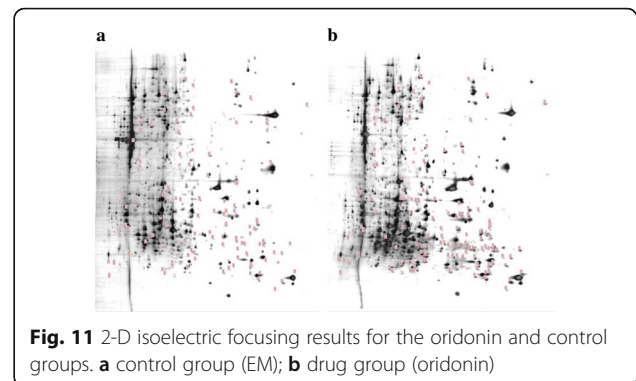 a
b
Fig. 11 2-D isoelectric focusing results for the oridonin and control
groups. a control group (EM); b drug group (oridonin)